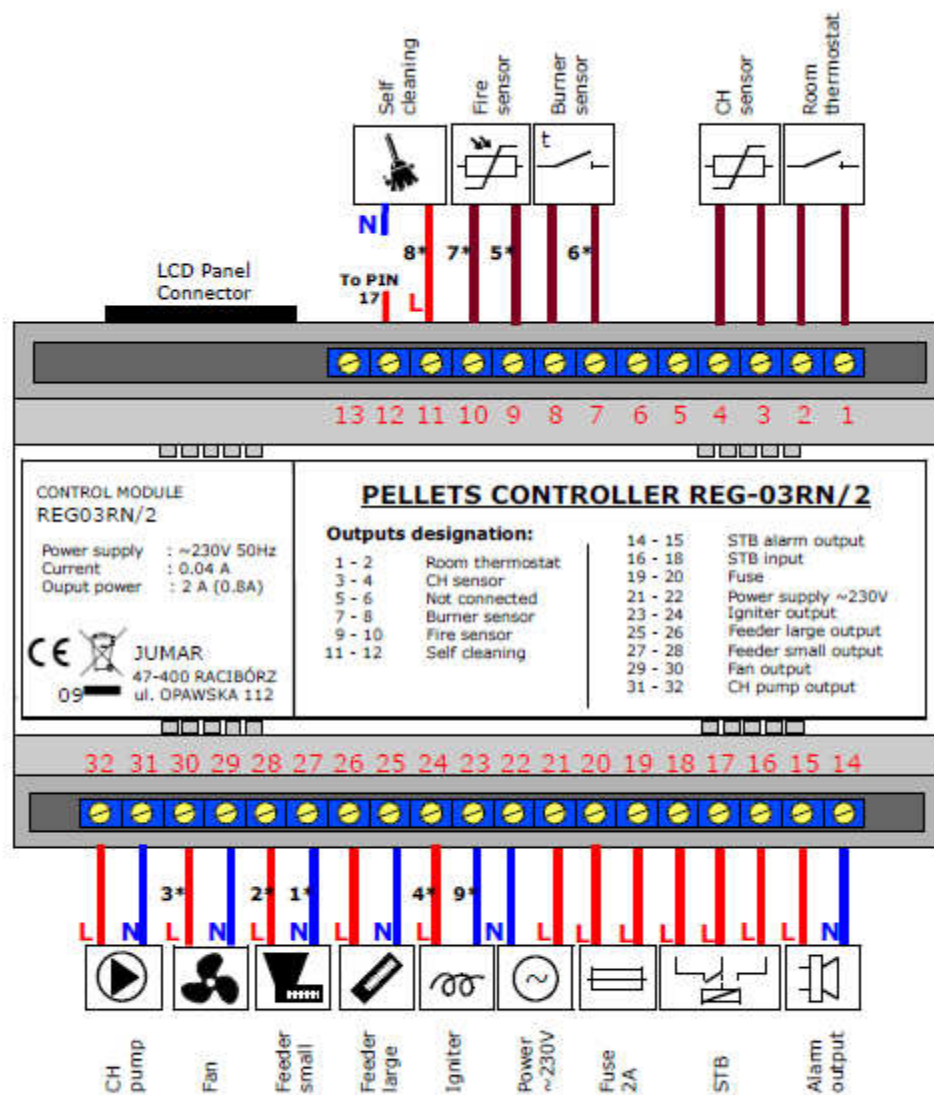 Self cleaning
Fire sensor
Burner sensor
CH sensor
Room thermostat
t
N
8*
7*
5*
6*
LCD Panel
Connector
To PIN
17
L
13 12 11 10 9 8 7 6 5 4 3 2 1
CONTROL MODULE
REG03RN/2
Power supply : ~230V 50Hz
Current : 0.04 A
Ouput power : 2 A (0.8A)
CE
JUMAR
47-400 RACIBÓRZ
09 ul. OPAWSKA 112
PELLETS CONTROLLER REG-03RN/2
Outputs designation:
1 - 2 Room thermostat
3 - 4 CH sensor
5 - 6 Not connected
7 - 8 Burner sensor
9 - 10 Fire sensor
11 - 12 Self cleaning
14 - 15 STB alarm output
16 - 18 STB input
19 - 20 Fuse
21 - 22 Power supply ~230V
23 - 24 Igniter output
25 - 26 Feeder large output
27 - 28 Feeder small output
29 - 30 Fan output
31 - 32 CH pump output
32 31 30 29 28 27 26 25 24 23 22 21 20 19 18 17 16 15 14
3* 2* 1* 4* 9*
L N L N L N L N L N L L L L L L L N
CH pump
Fan
Feeder small
Feeder large
Igniter
Power ~230V
Fuse 2A
STB
Alarm output